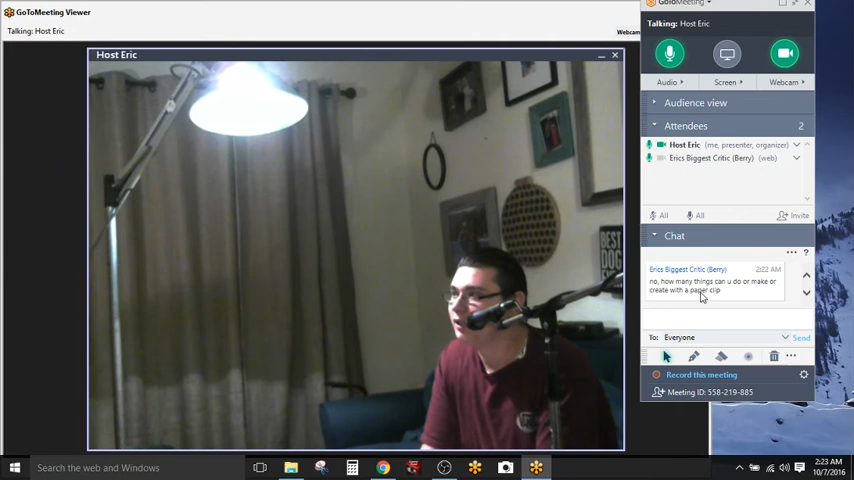 GoToMeeting Viewer
Talking: Host Eric
Webcam
Host Eric
BEST
DOG
GoToMeeting
Talking: Host Eric
Audio
Screen
Webcam
Audience view
Attendees 2
Host Eric (me, presenter, organizer)
Erics Biggest Critic (Berry) (web)
All
All
Invite
Chat
?
Erics Biggest Critic (Berry) 2:22 AM
no, how many things can u do or make or
create with a paper clip
To: Everyone
Send
Record this meeting
Meeting ID: 558-219-885
Search the web and Windows
2:23 AM
10/7/2016